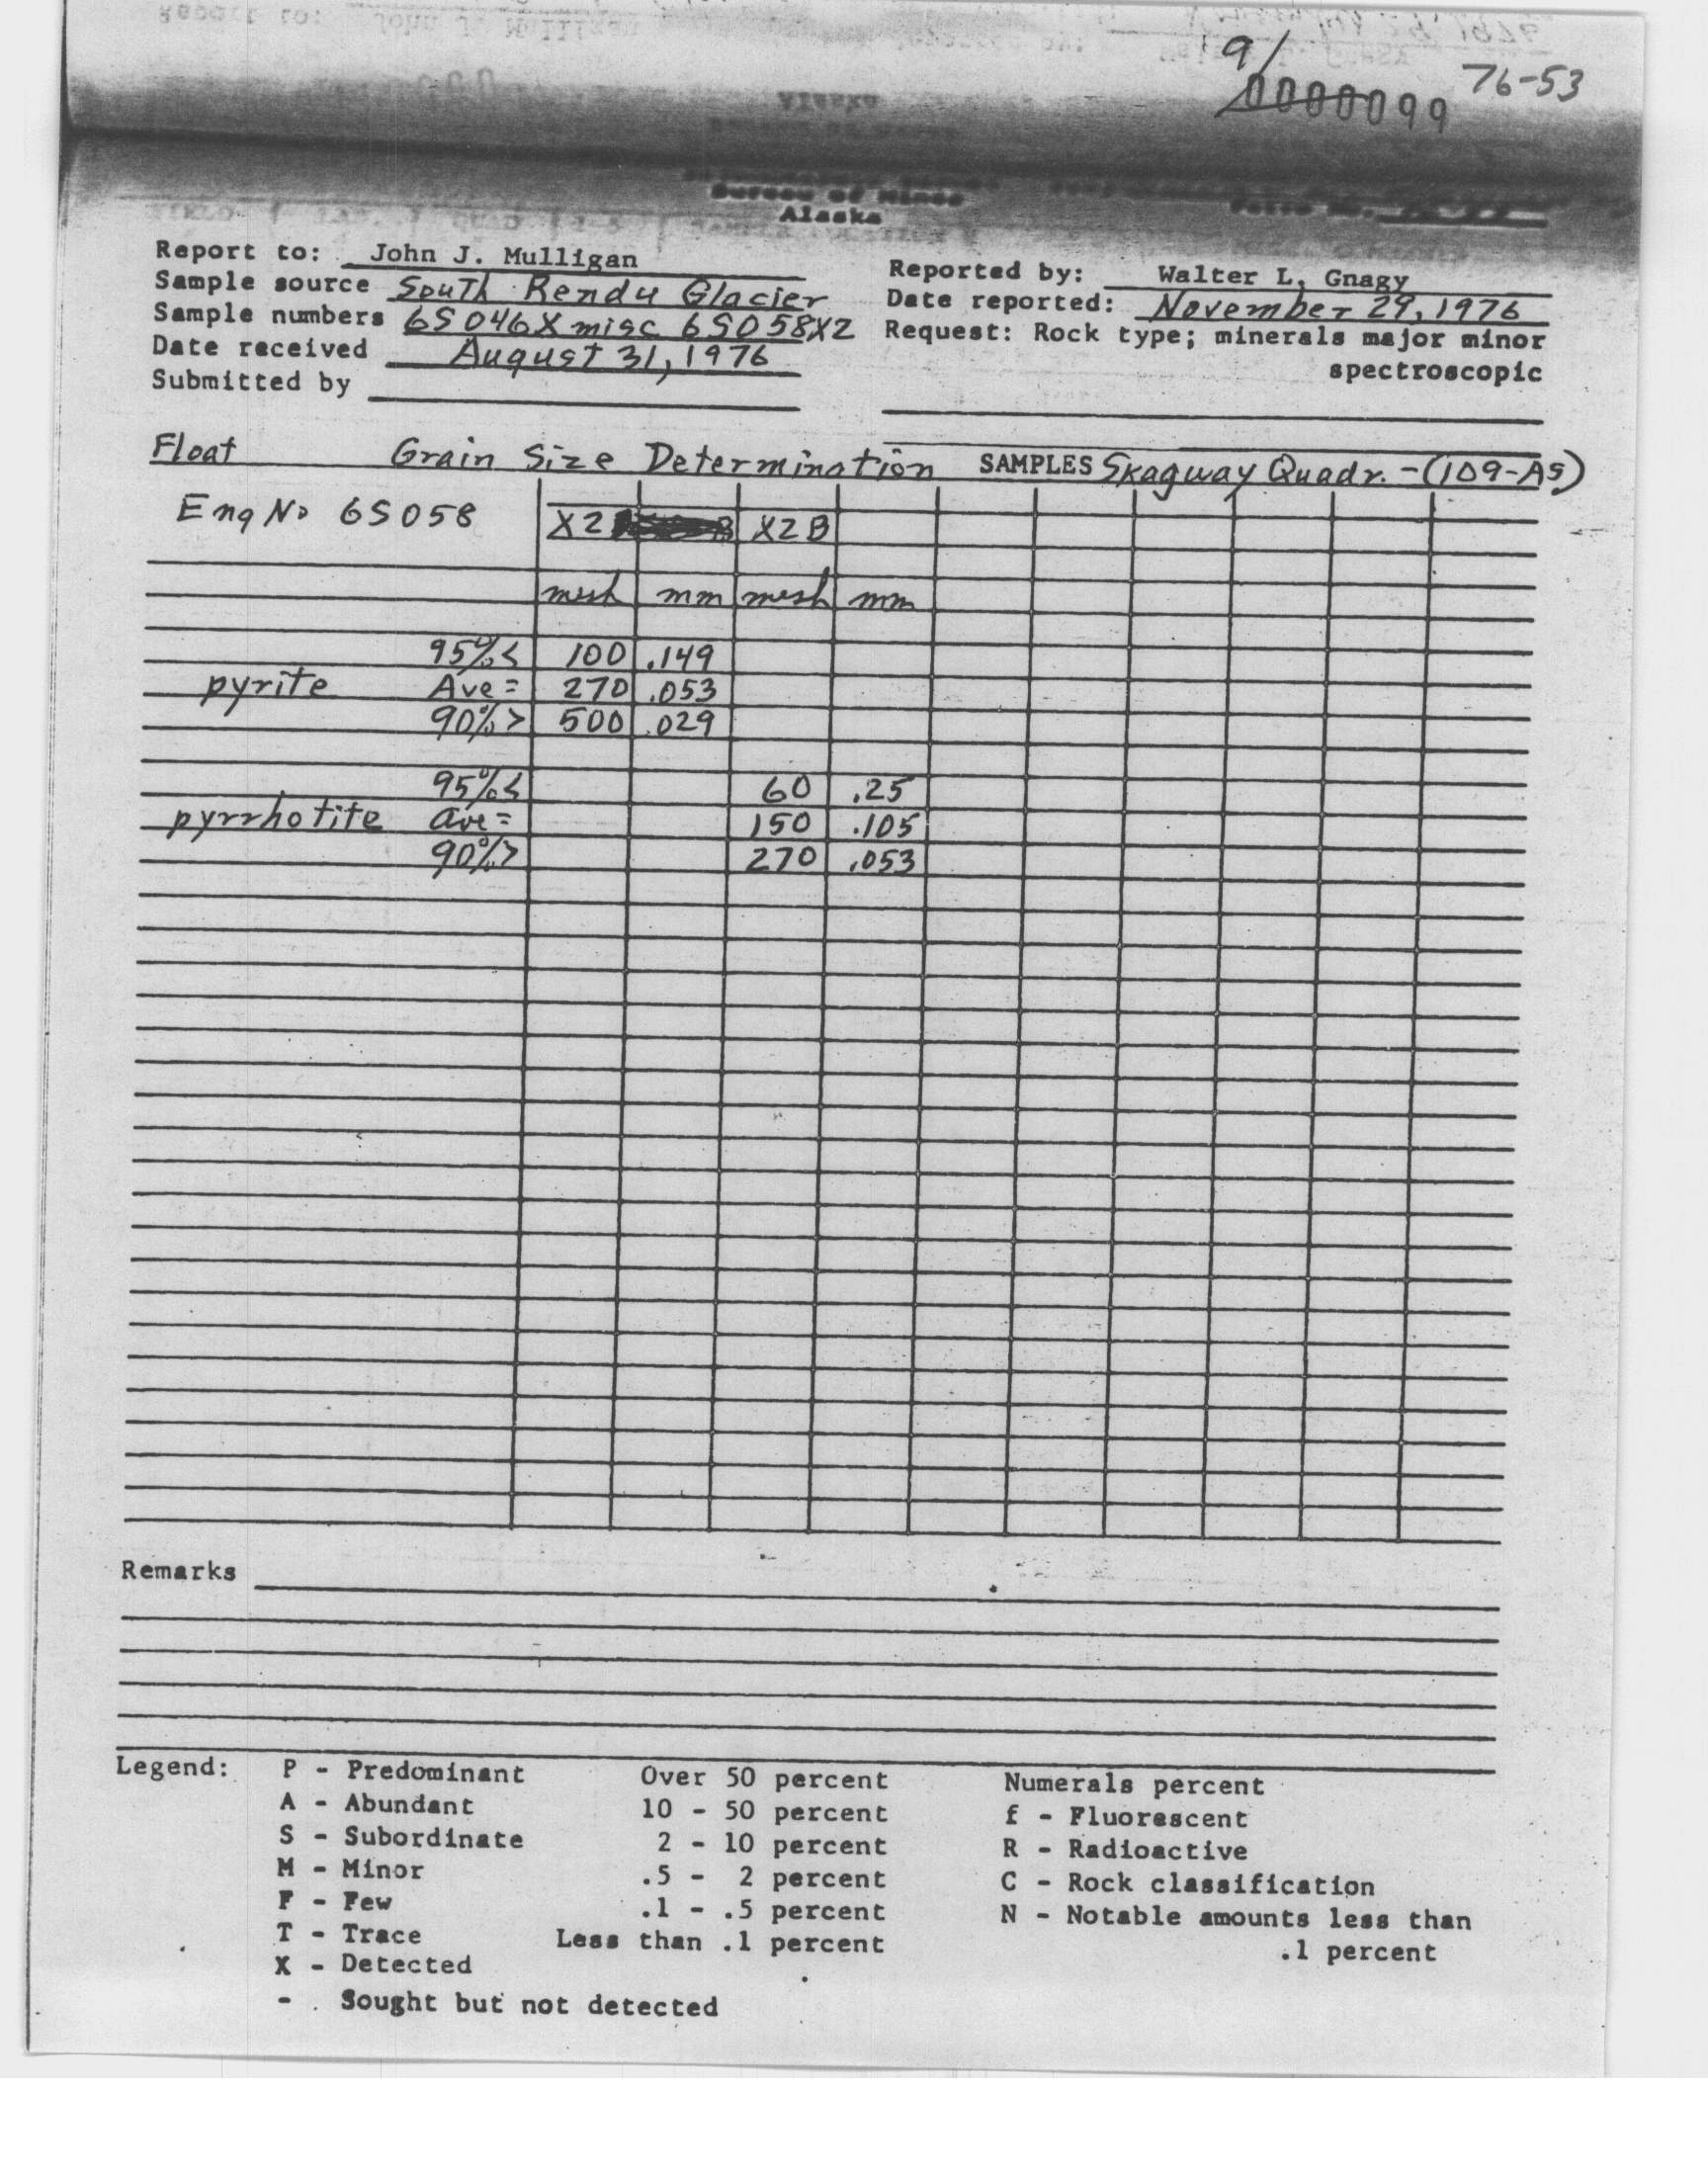 9/
0000099 76-53
Bureau of Mines
Alaska
Report to: John J. Mulligan
Reported by: Walter L. Gnagy
Sample source South Rendu Glacier
Date reported: November 29, 1976
Sample numbers 6S046X misc 6S058X2
Request: Rock type; minerals major minor
Date received August 31, 1976
spectroscopic
Submitted by
Float Grain Size Determination SAMPLES Skagway Quadr. - (109-A5)
Eng No 6S058 X2 X2B
mesh mm mesh mm
95%< 100 .149
pyrite Ave= 270 .053
90%> 500 .029
95%< 60 .25
pyrrhotite ave= 150 .105
90%> 270 .053
Remarks
Legend: P - Predominant Over 50 percent Numerals percent
A - Abundant 10 - 50 percent f - Fluorescent
S - Subordinate 2 - 10 percent R - Radioactive
M - Minor .5 - 2 percent C - Rock classification
F - Few .1 - .5 percent N - Notable amounts less than
T - Trace Less than .1 percent .1 percent
X - Detected
- . Sought but not detected